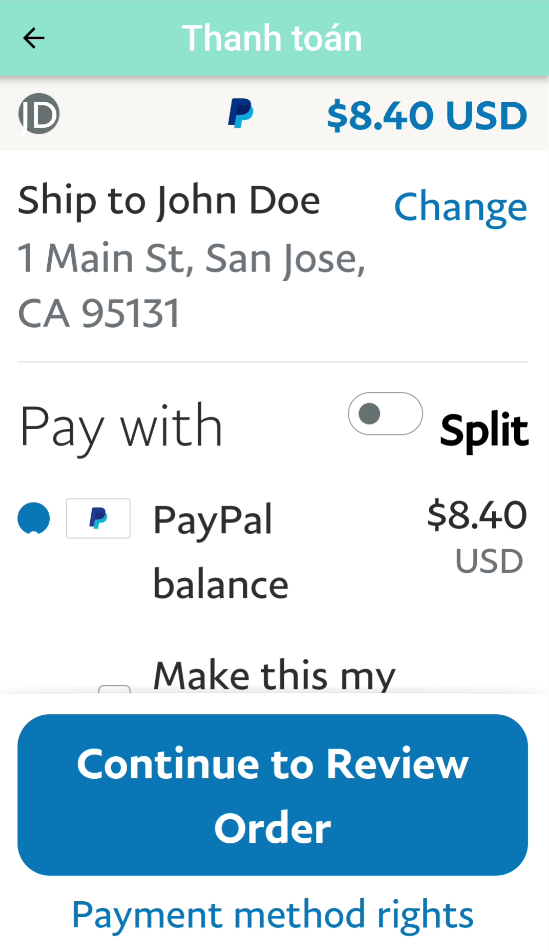 Thanh toán
JD
$8.40 USD
Ship to John Doe
Change
1 Main St, San Jose,
CA 95131
Pay with
Split
PayPal
balance
$8.40
USD
Make this my
Continue to Review
Order
Payment method rights